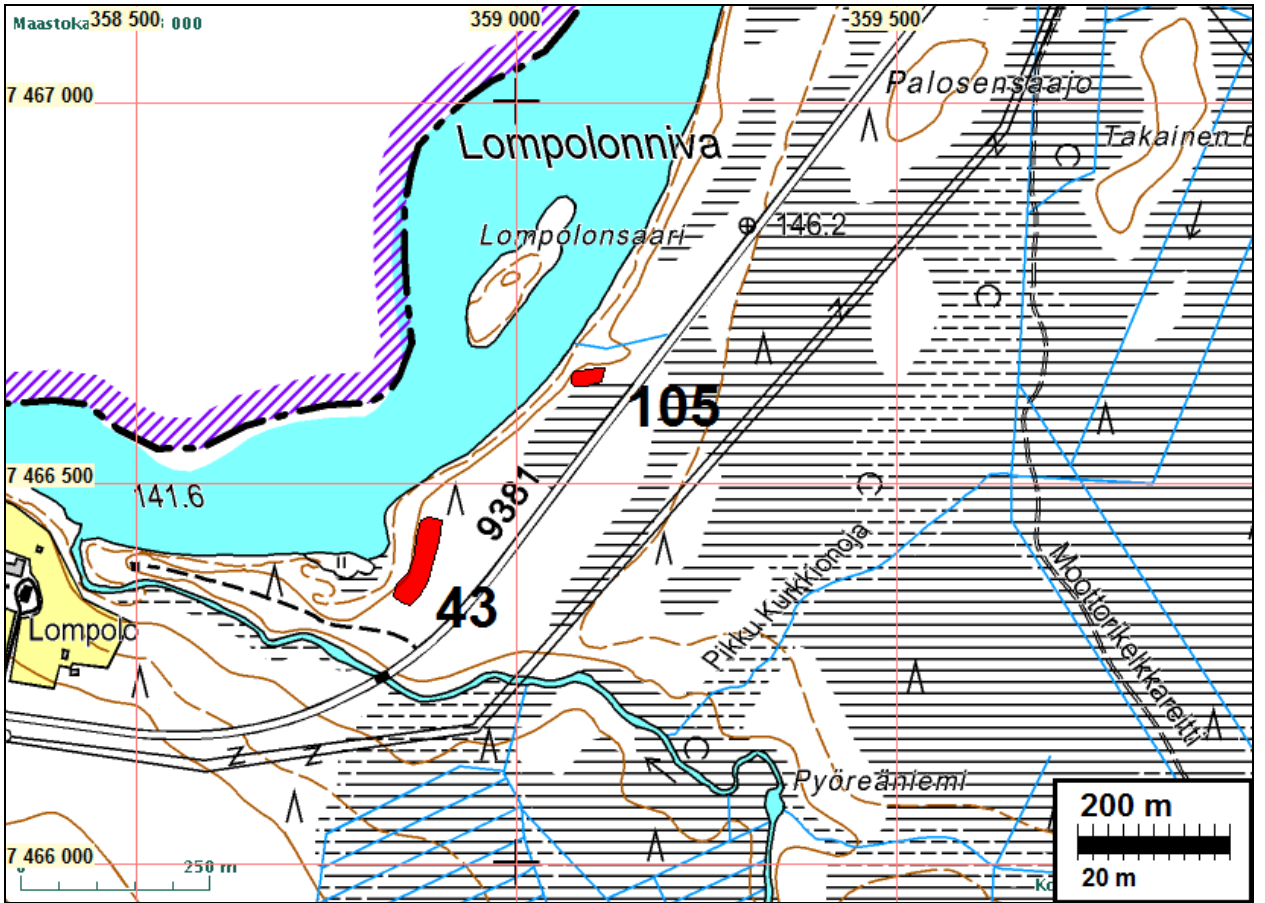 Maastoka
358 500
000
359 000
359 500
7 467 000
Palosensaajo
Lompolonniva
Takainen
Lompolonsaari
146.2
105
7 466 500
141.6
9381
43
Lompolo
Pikku Kurkkionoja
Moottorikelkkareitti
Pyöreäniemi
7 466 000
250 m
200 m
20 m